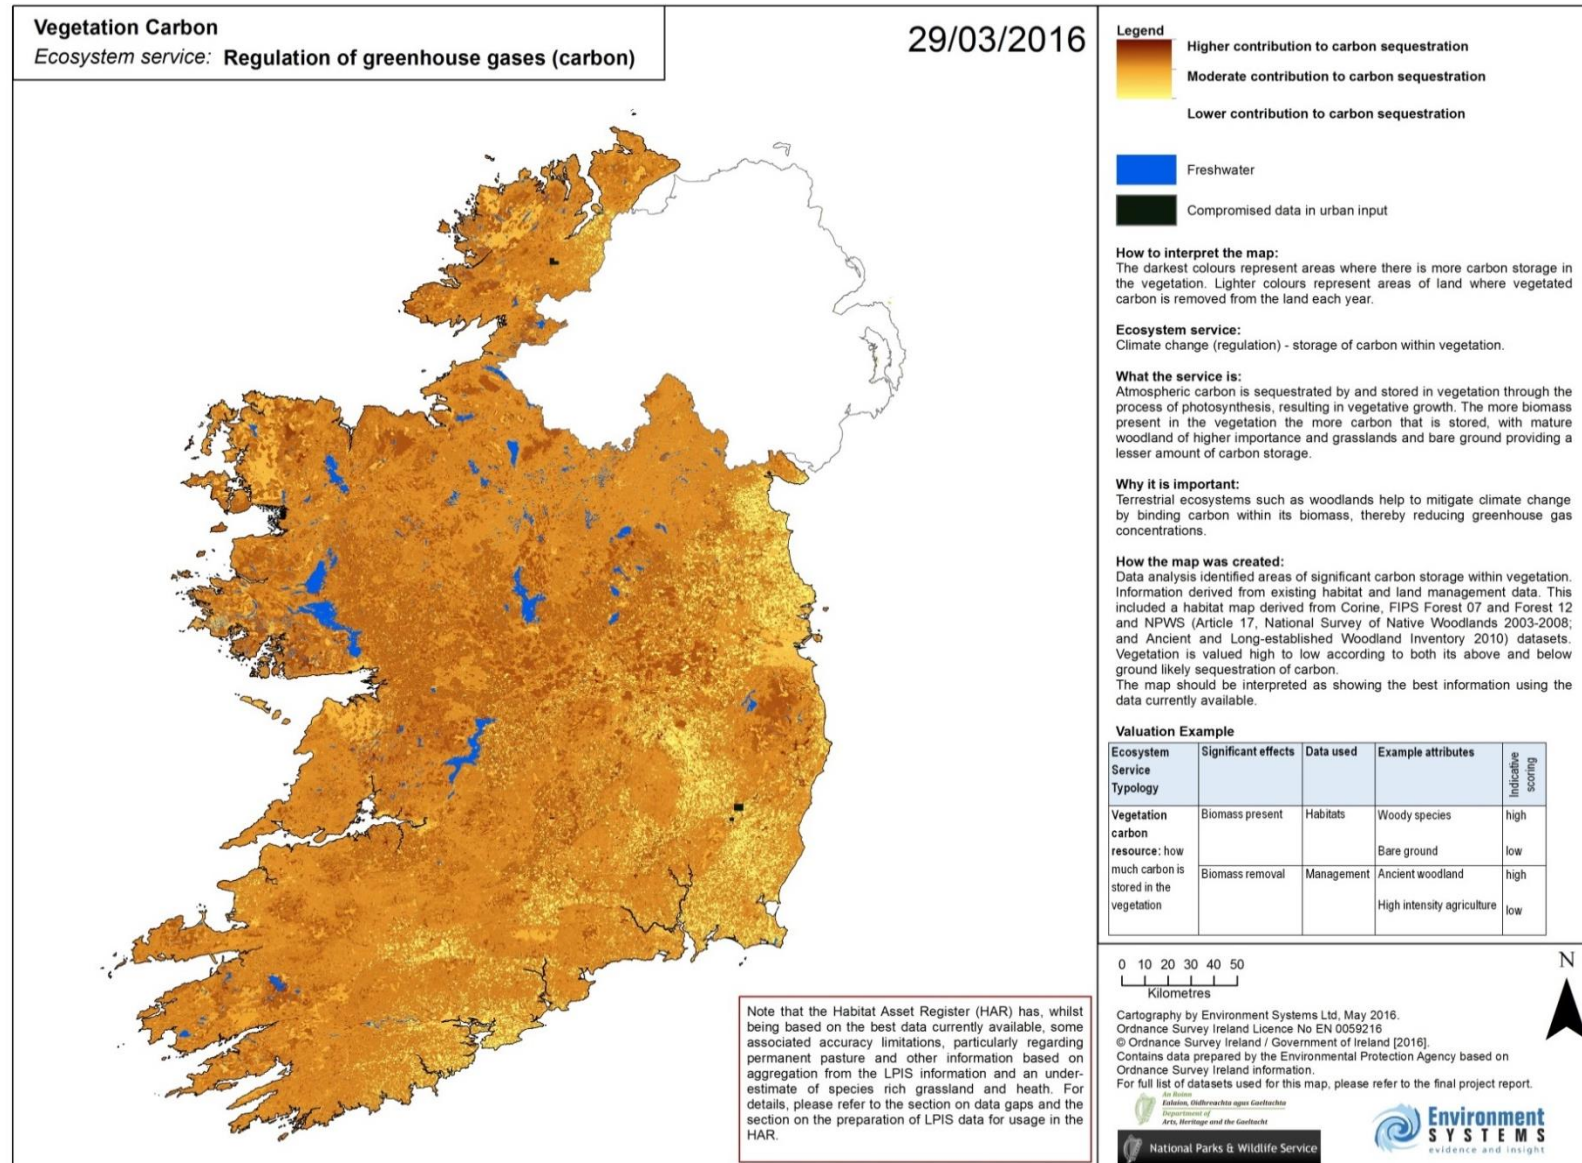 Vegetation Carbon
Ecosystem service: Regulation of greenhouse gases (carbon)
29/03/2016
Legend
Higher contribution to carbon sequestration
Moderate contribution to carbon sequestration
Lower contribution to carbon sequestration
Freshwater
Compromised data in urban input
How to interpret the map:
The darkest colours represent areas where there is more carbon storage in
the vegetation. Lighter colours represent areas of land where vegetated
carbon is removed from the land each year.
Ecosystem service:
Climate change (regulation) - storage of carbon within vegetation.
What the service is:
Atmospheric carbon is sequestrated by and stored in vegetation through the
process of photosynthesis, resulting in vegetative growth. The more biomass
present in the vegetation the more carbon that is stored, with mature
woodland of higher importance and grasslands and bare ground providing a
lesser amount of carbon storage.
Why it is important:
Terrestrial ecosystems such as woodlands help to mitigate climate change
by binding carbon within its biomass, thereby reducing greenhouse gas
concentrations.
How the map was created:
Data analysis identified areas of significant carbon storage within vegetation.
Information derived from existing habitat and land management data. This
included a habitat map derived from Corine, FIPS Forest 07 and Forest 12
and NPWS (Article 17, National Survey of Native Woodlands 2003-2008;
and Ancient and Long-established Woodland Inventory 2010) datasets.
Vegetation is valued high to low according to both its above and below
ground likely sequestration of carbon.
The map should be interpreted as showing the best information using the
data currently available.
Valuation Example
Ecosystem Service Typology
Significant effects
Data used
Example attributes
Indicative scoring
Vegetation carbon resource: how much carbon is stored in the vegetation
Biomass present
Habitats
Woody species
high
Bare ground
low
Biomass removal
Management
Ancient woodland
high
High intensity agriculture
low
Note that the Habitat Asset Register (HAR) has, whilst
being based on the best data currently available, some
associated accuracy limitations, particularly regarding
permanent pasture and other information based on
aggregation from the LPIS information and an under-
estimate of species rich grassland and heath. For
details, please refer to the section on data gaps and the
section on the preparation of LPIS data for usage in the
HAR.
0 10 20 30 40 50
Kilometres
N
Cartography by Environment Systems Ltd, May 2016.
Ordnance Survey Ireland Licence No EN 0059216
© Ordnance Survey Ireland / Government of Ireland [2016].
Contains data prepared by the Environmental Protection Agency based on
Ordnance Survey Ireland information.
For full list of datasets used for this map, please refer to the final project report.
An Roinn
Ealaíon, Oidhreachta agus Gaeltachta
Department of
Arts, Heritage and the Gaeltacht
National Parks & Wildlife Service
Environment
SYSTEMS
evidence and insight